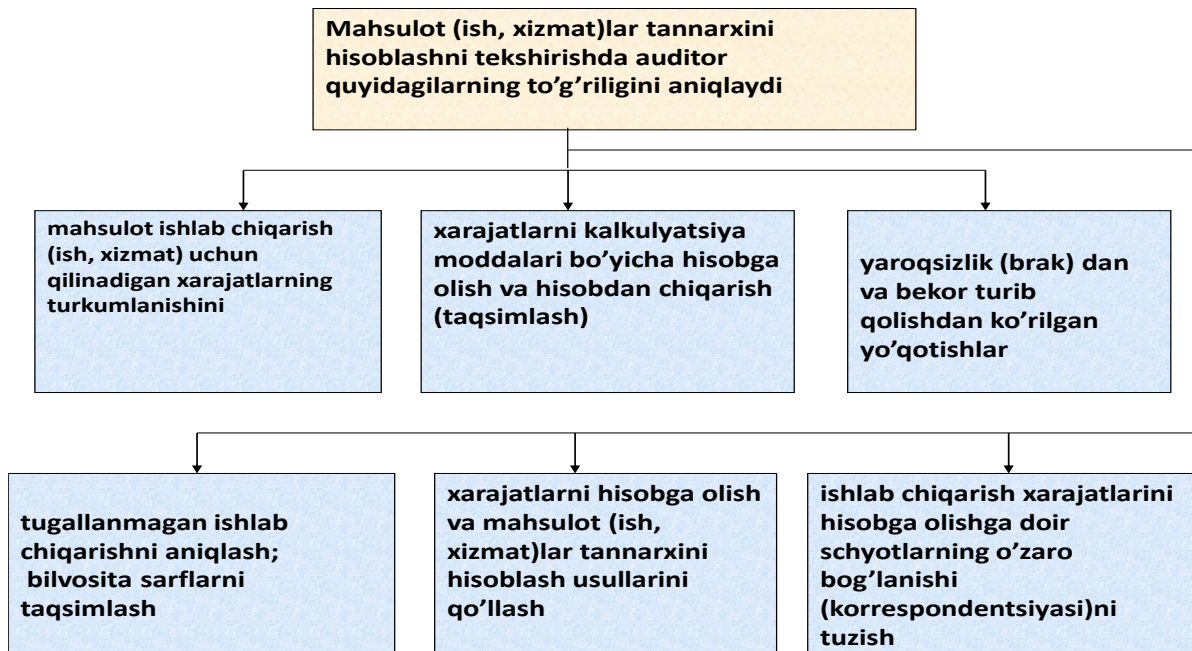 Mahsulot (ish, xizmat)lar tannarxini
hisoblashni tekshirishda auditor
quyidagilarning to’g’riligini aniqlaydi
mahsulot ishlab chiqarish
(ish, xizmat) uchun
qilinadigan xarajatlarning
turkumlanishini
xarajatlarni kalkulyatsiya
moddalari bo’yicha hisobga
olish va hisobdan chiqarish
(taqsimlash)
yaroqsizlik (brak) dan
va bekor turib
qolishdan ko’rilgan
yo’qotishlar
tugallanmagan ishlab
chiqarishni aniqlash;
bilvosita sarflarni
taqsimlash
xarajatlarni hisobga olish
va mahsulot (ish,
xizmat)lar tannarxini
hisoblash usullarini
qo’llash
ishlab chiqarish xarajatlarini
hisobga olishga doir
schyotlarning o’zaro
bog’lanishi
(korrespondentsiyasi)ni
tuzish